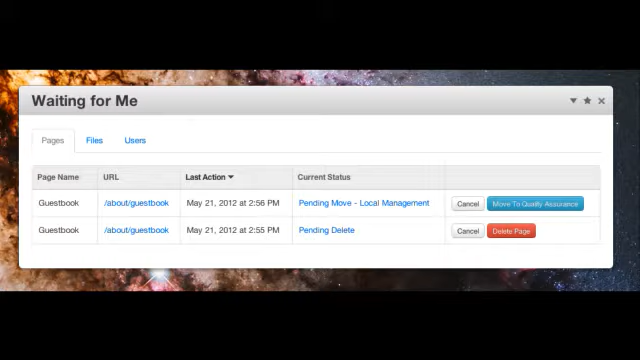 Waiting for Me
Pages Files Users
Page Name URL Last Action Current Status
Guestbook /about/guestbook May 21, 2012 at 2:56 PM Pending Move - Local Management Cancel Move To Quality Assurance
Guestbook /about/guestbook May 21, 2012 at 2:55 PM Pending Delete Cancel Delete Page